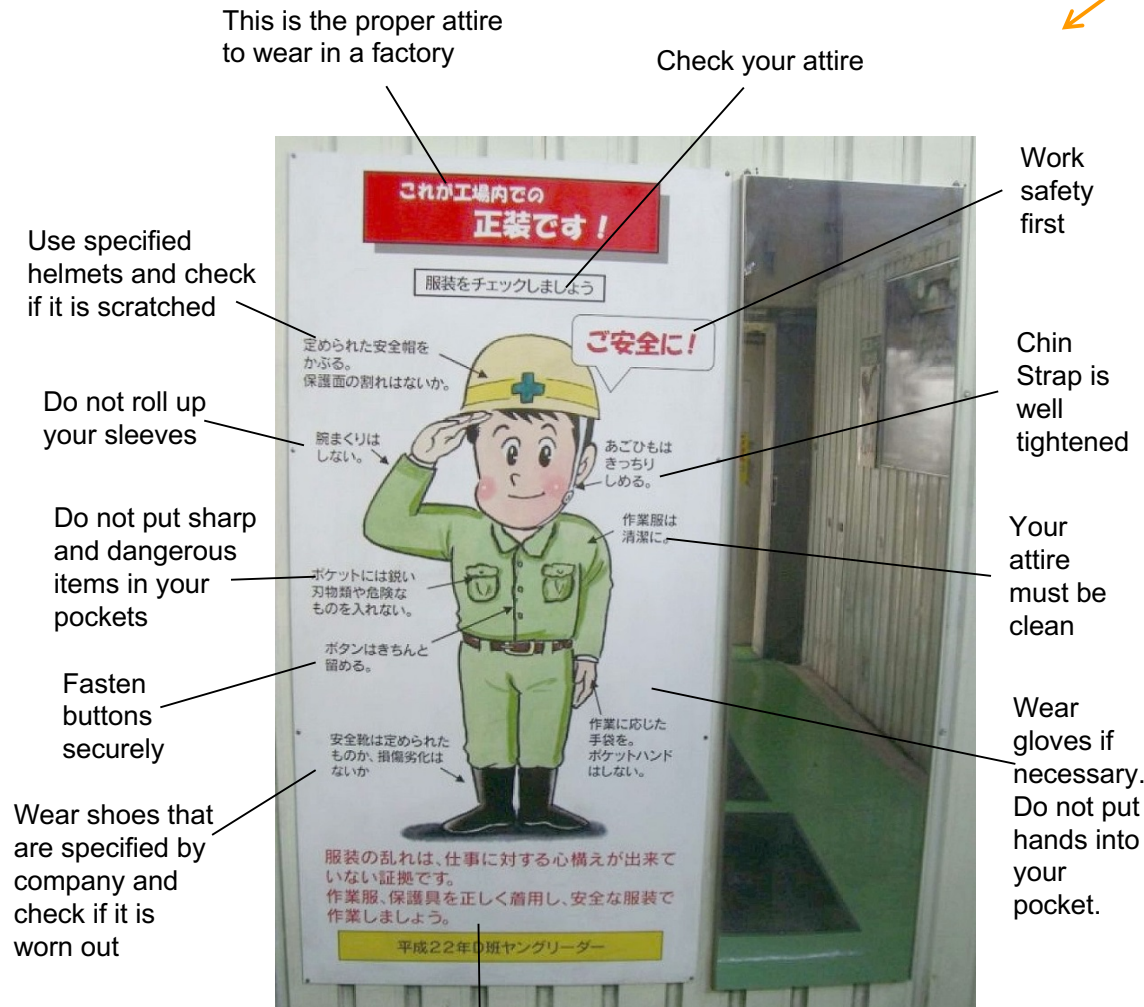 This is the proper attire
to wear in a factory
Check your attire
Work
safety
first
Use specified
helmets and check
if it is scratched
Do not roll up
your sleeves
Do not put sharp
and dangerous
items in your
pockets
Fasten
buttons
securely
Wear shoes that
are specified by
company and
check if it is
worn out
Chin
Strap is
well
tightened
Your
attire
must be
clean
Wear
gloves if
necessary.
Do not put
hands into
your
pocket.
これが工場内での
正装です！
服装をチェックしましょう
ご安全に！
定められた安全帽を
かぶる。
保護面の割れはないか。
腕まくりは
しない。
あごひもは
きっちり
しめる。
作業服は
清潔に。
ポケットには鋭い
刃物類や危険な
ものを入れない。
ボタンはきちんと
留める。
作業に応じた
手袋を。
ポケットハンド
はしない。
安全靴は定められた
ものか、損傷劣化は
ないか
服装の乱れは、仕事に対する心構えが出来て
いない証拠です。
作業服、保護具を正しく着用し、安全な服装で
作業しましょう。
平成22年D班ヤングリーダー